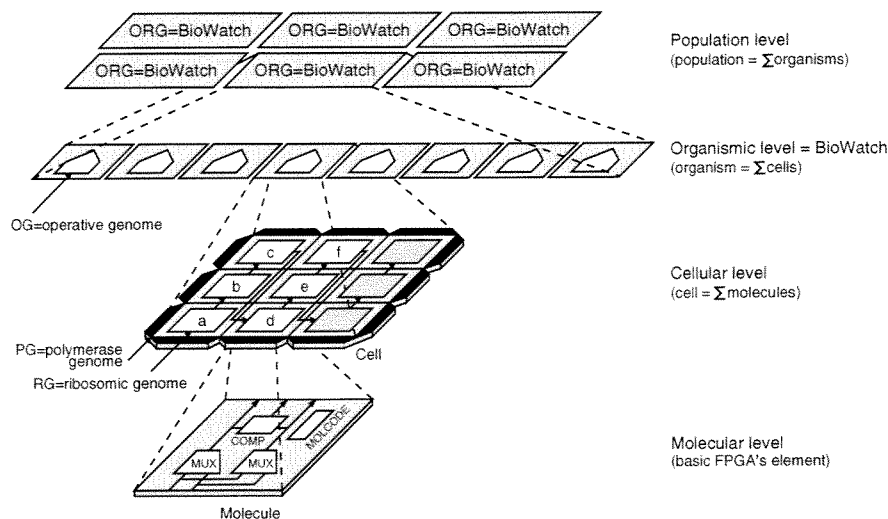 ORG=BioWatch ORG=BioWatch ORG=BioWatch
ORG=BioWatch ORG=BioWatch ORG=BioWatch
Population level
(population = ∑organisms)
Organismic level = BioWatch
(organism = ∑cells)
OG=operative genome
c f
b e
a d
Cellular level
(cell = ∑molecules)
PG=polymerase
genome
Cell
RG=ribosomic genome
COMP
MOLCODE
MUX MUX
Molecular level
(basic FPGA's element)
Molecule